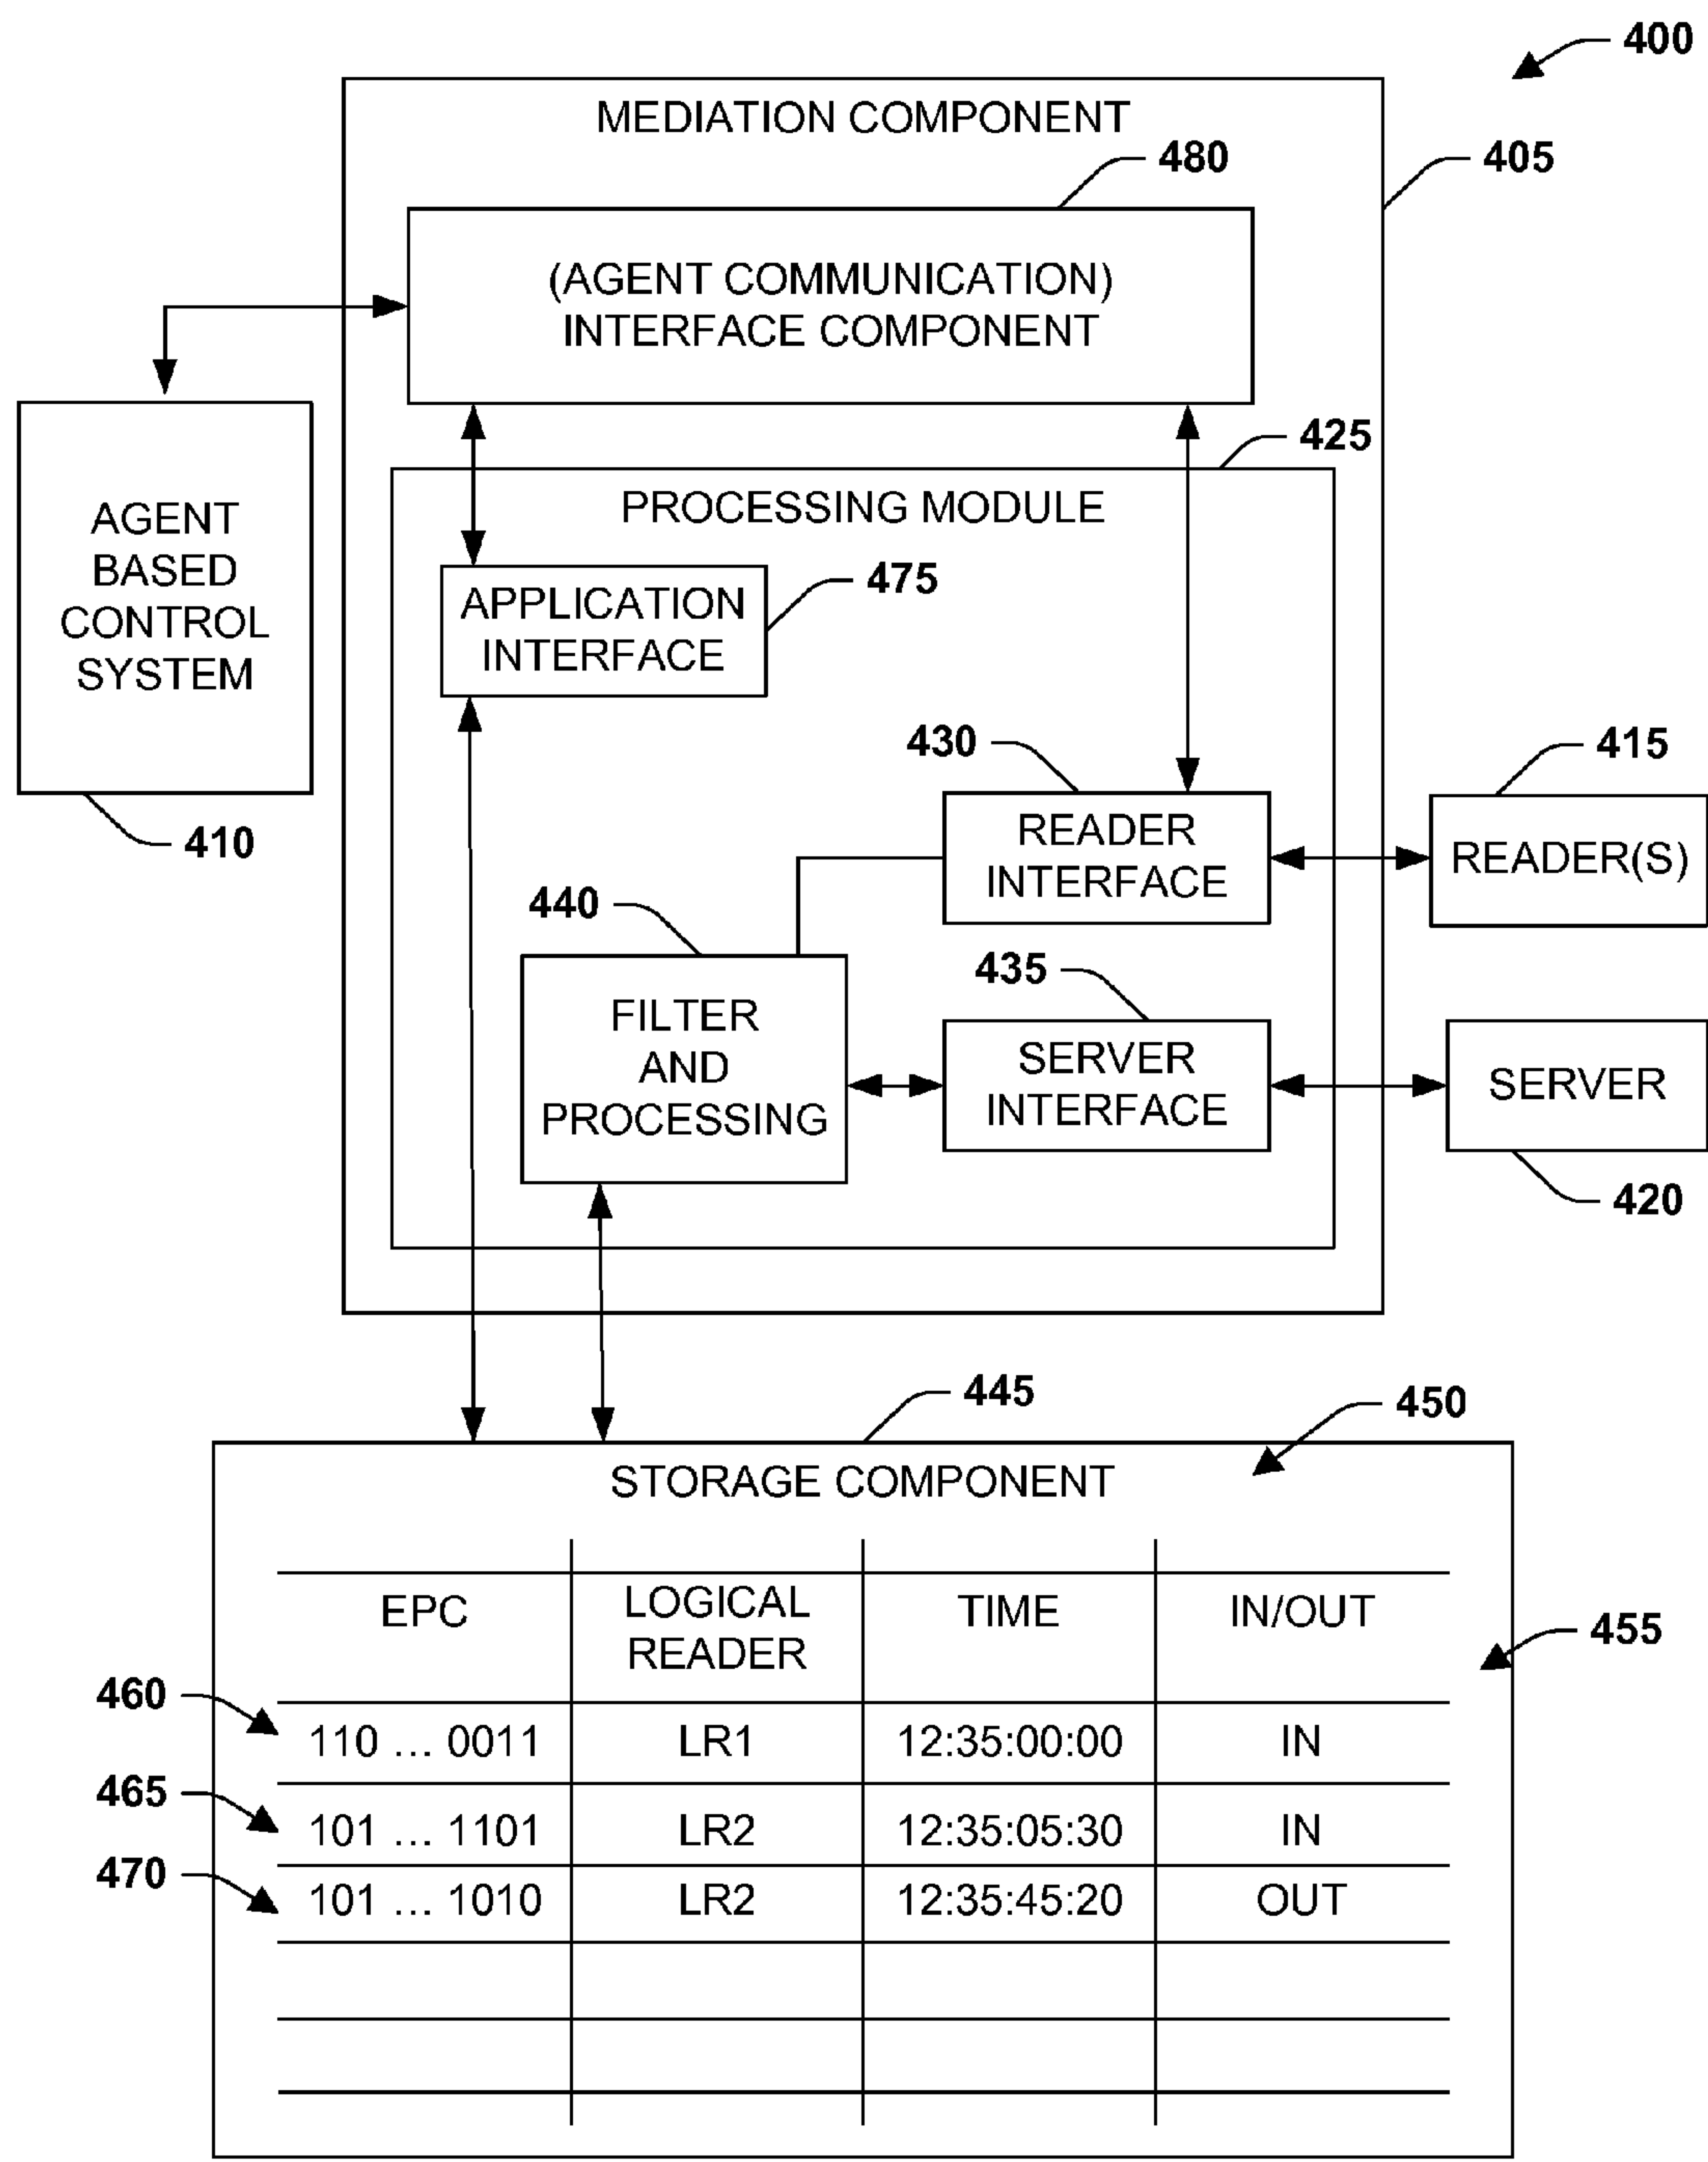 400
MEDIATION COMPONENT
480
405
(AGENT COMMUNICATION)
INTERFACE COMPONENT
425
PROCESSING MODULE
AGENT
BASED
CONTROL
SYSTEM
410
475
APPLICATION
INTERFACE
430
415
READER
INTERFACE
READER(S)
440
435
FILTER
AND
PROCESSING
SERVER
INTERFACE
SERVER
420
445
450
STORAGE COMPONENT
EPC LOGICAL READER TIME IN/OUT
455
460
110 ... 0011 LR1 12:35:00:00 IN
465
101 ... 1101 LR2 12:35:05:30 IN
470
101 ... 1010 LR2 12:35:45:20 OUT